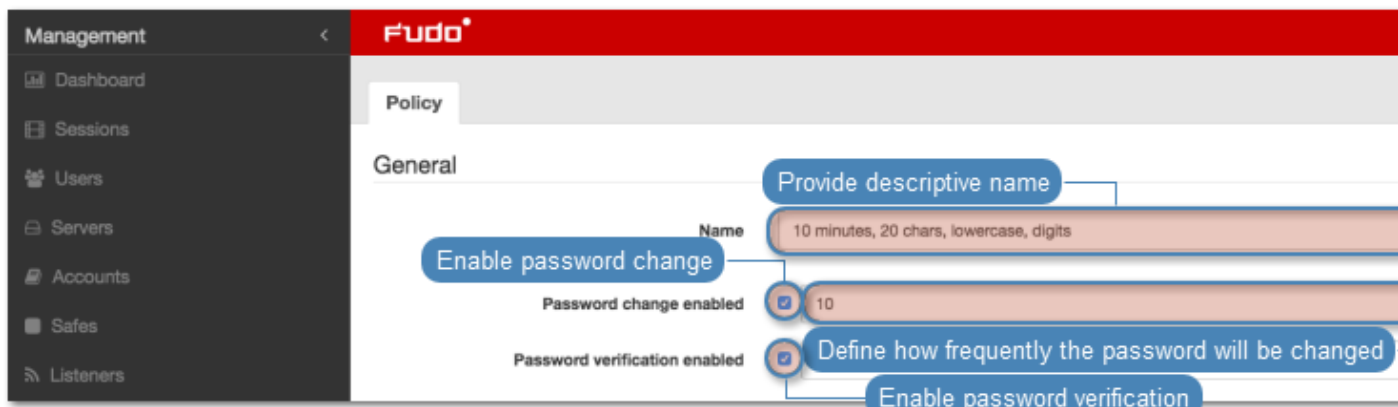 Management
Fudo
Dashboard
Policy
Sessions
General
Users
Provide descriptive name
Servers
Name
10 minutes, 20 chars, lowercase, digits
Enable password change
Accounts
Password change enabled
10
Safes
Define how frequently the password will be changed
Password verification enabled
Listeners
Enable password verification